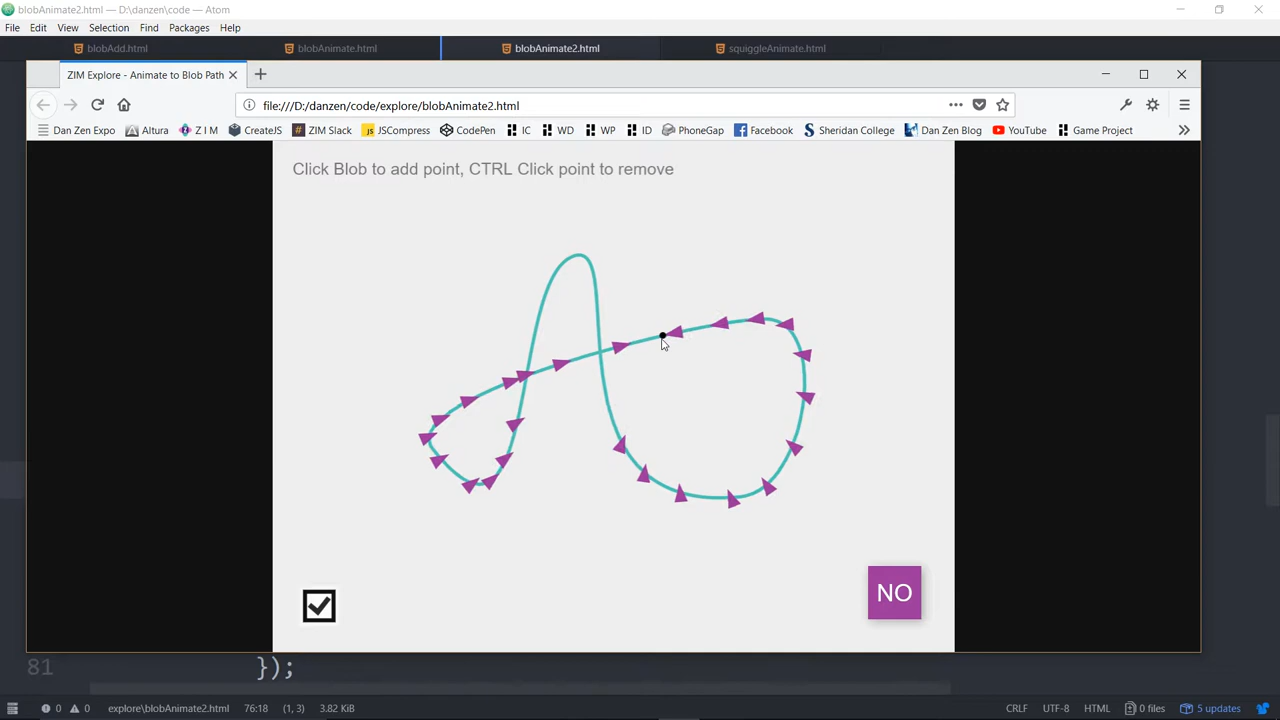 blobAnimate2.html — D:\danzen\code — Atom
File Edit View Selection Find Packages Help
blobAdd.html blobAnimate.html blobAnimate2.html squiggleAnimate.html
ZIM Explore - Animate to Blob Path
file:///D:/danzen/code/explore/blobAnimate2.html
Dan Zen Expo Altura Z I M CreateJS ZIM Slack JSCompress CodePen IC WD WP ID PhoneGap Facebook Sheridan College Dan Zen Blog YouTube Game Project
Click Blob to add point, CTRL Click point to remove
NO
81 });
0 0 explore\blobAnimate2.html 76:18 (1, 3) 3.82 KiB CRLF UTF-8 HTML 0 files 5 updates